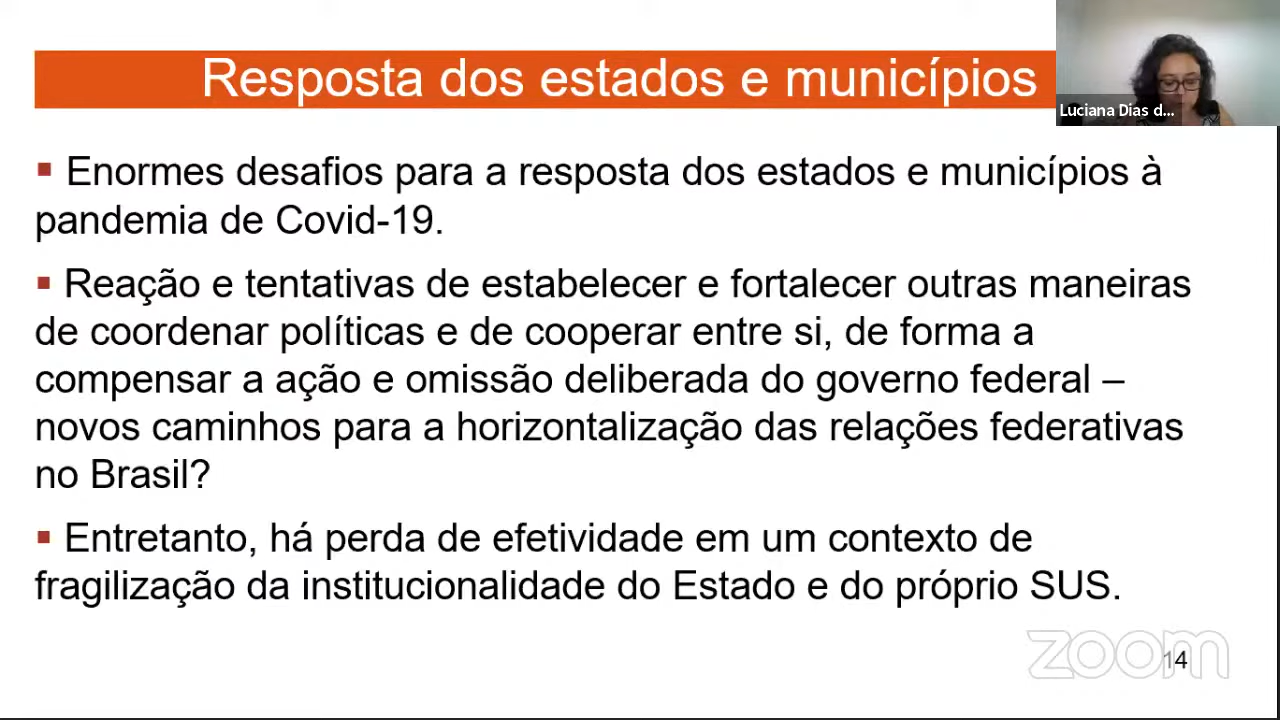 Resposta dos estados e municípios
Luciana Dias d...
▪ Enormes desafios para a resposta dos estados e municípios à
pandemia de Covid-19.
▪ Reação e tentativas de estabelecer e fortalecer outras maneiras
de coordenar políticas e de cooperar entre si, de forma a
compensar a ação e omissão deliberada do governo federal –
novos caminhos para a horizontalização das relações federativas
no Brasil?
▪ Entretanto, há perda de efetividade em um contexto de
fragilização da institucionalidade do Estado e do próprio SUS.
zoom
14